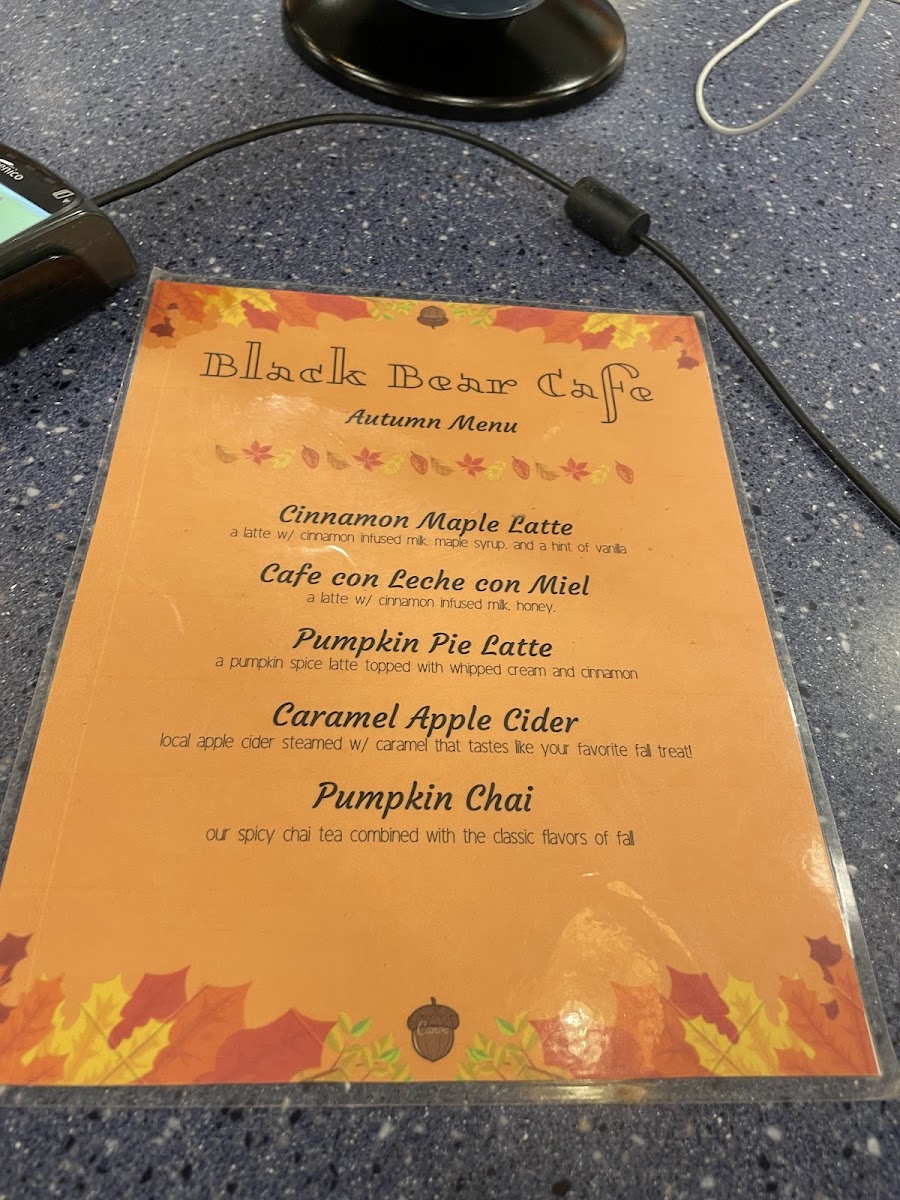 enico
Black Bear Cafe
Autumn Menu
Cinnamon Maple Latte
a latte w/ cinnamon infused milk, maple syrup, and a hint of vanilla
Cafe con Leche con Miel
a latte w/ cinnamon infused milk, honey,
Pumpkin Pie Latte
a pumpkin spice latte topped with whipped cream and cinnamon
Caramel Apple Cider
local apple cider steamed w/ caramel that tastes like your favorite fall treat!
Pumpkin Chai
our spicy chai tea combined with the classic flavors of fall
Canva